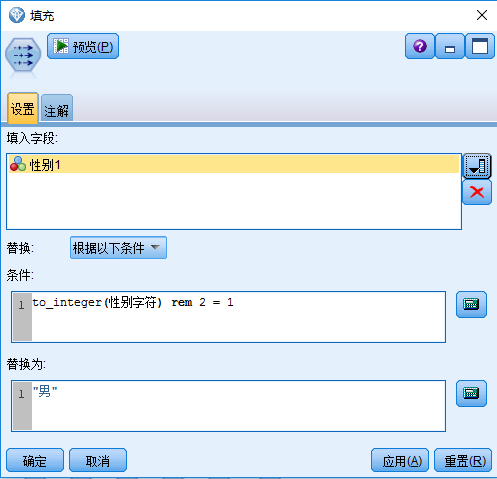 填充
预览(P)
设置
注解
填入字段:
性别1
替换:
根据以下条件
条件:
1
to_integer(性别字符) rem 2 = 1
替换为:
1
"男"
确定
取消
应用(A)
重置(R)